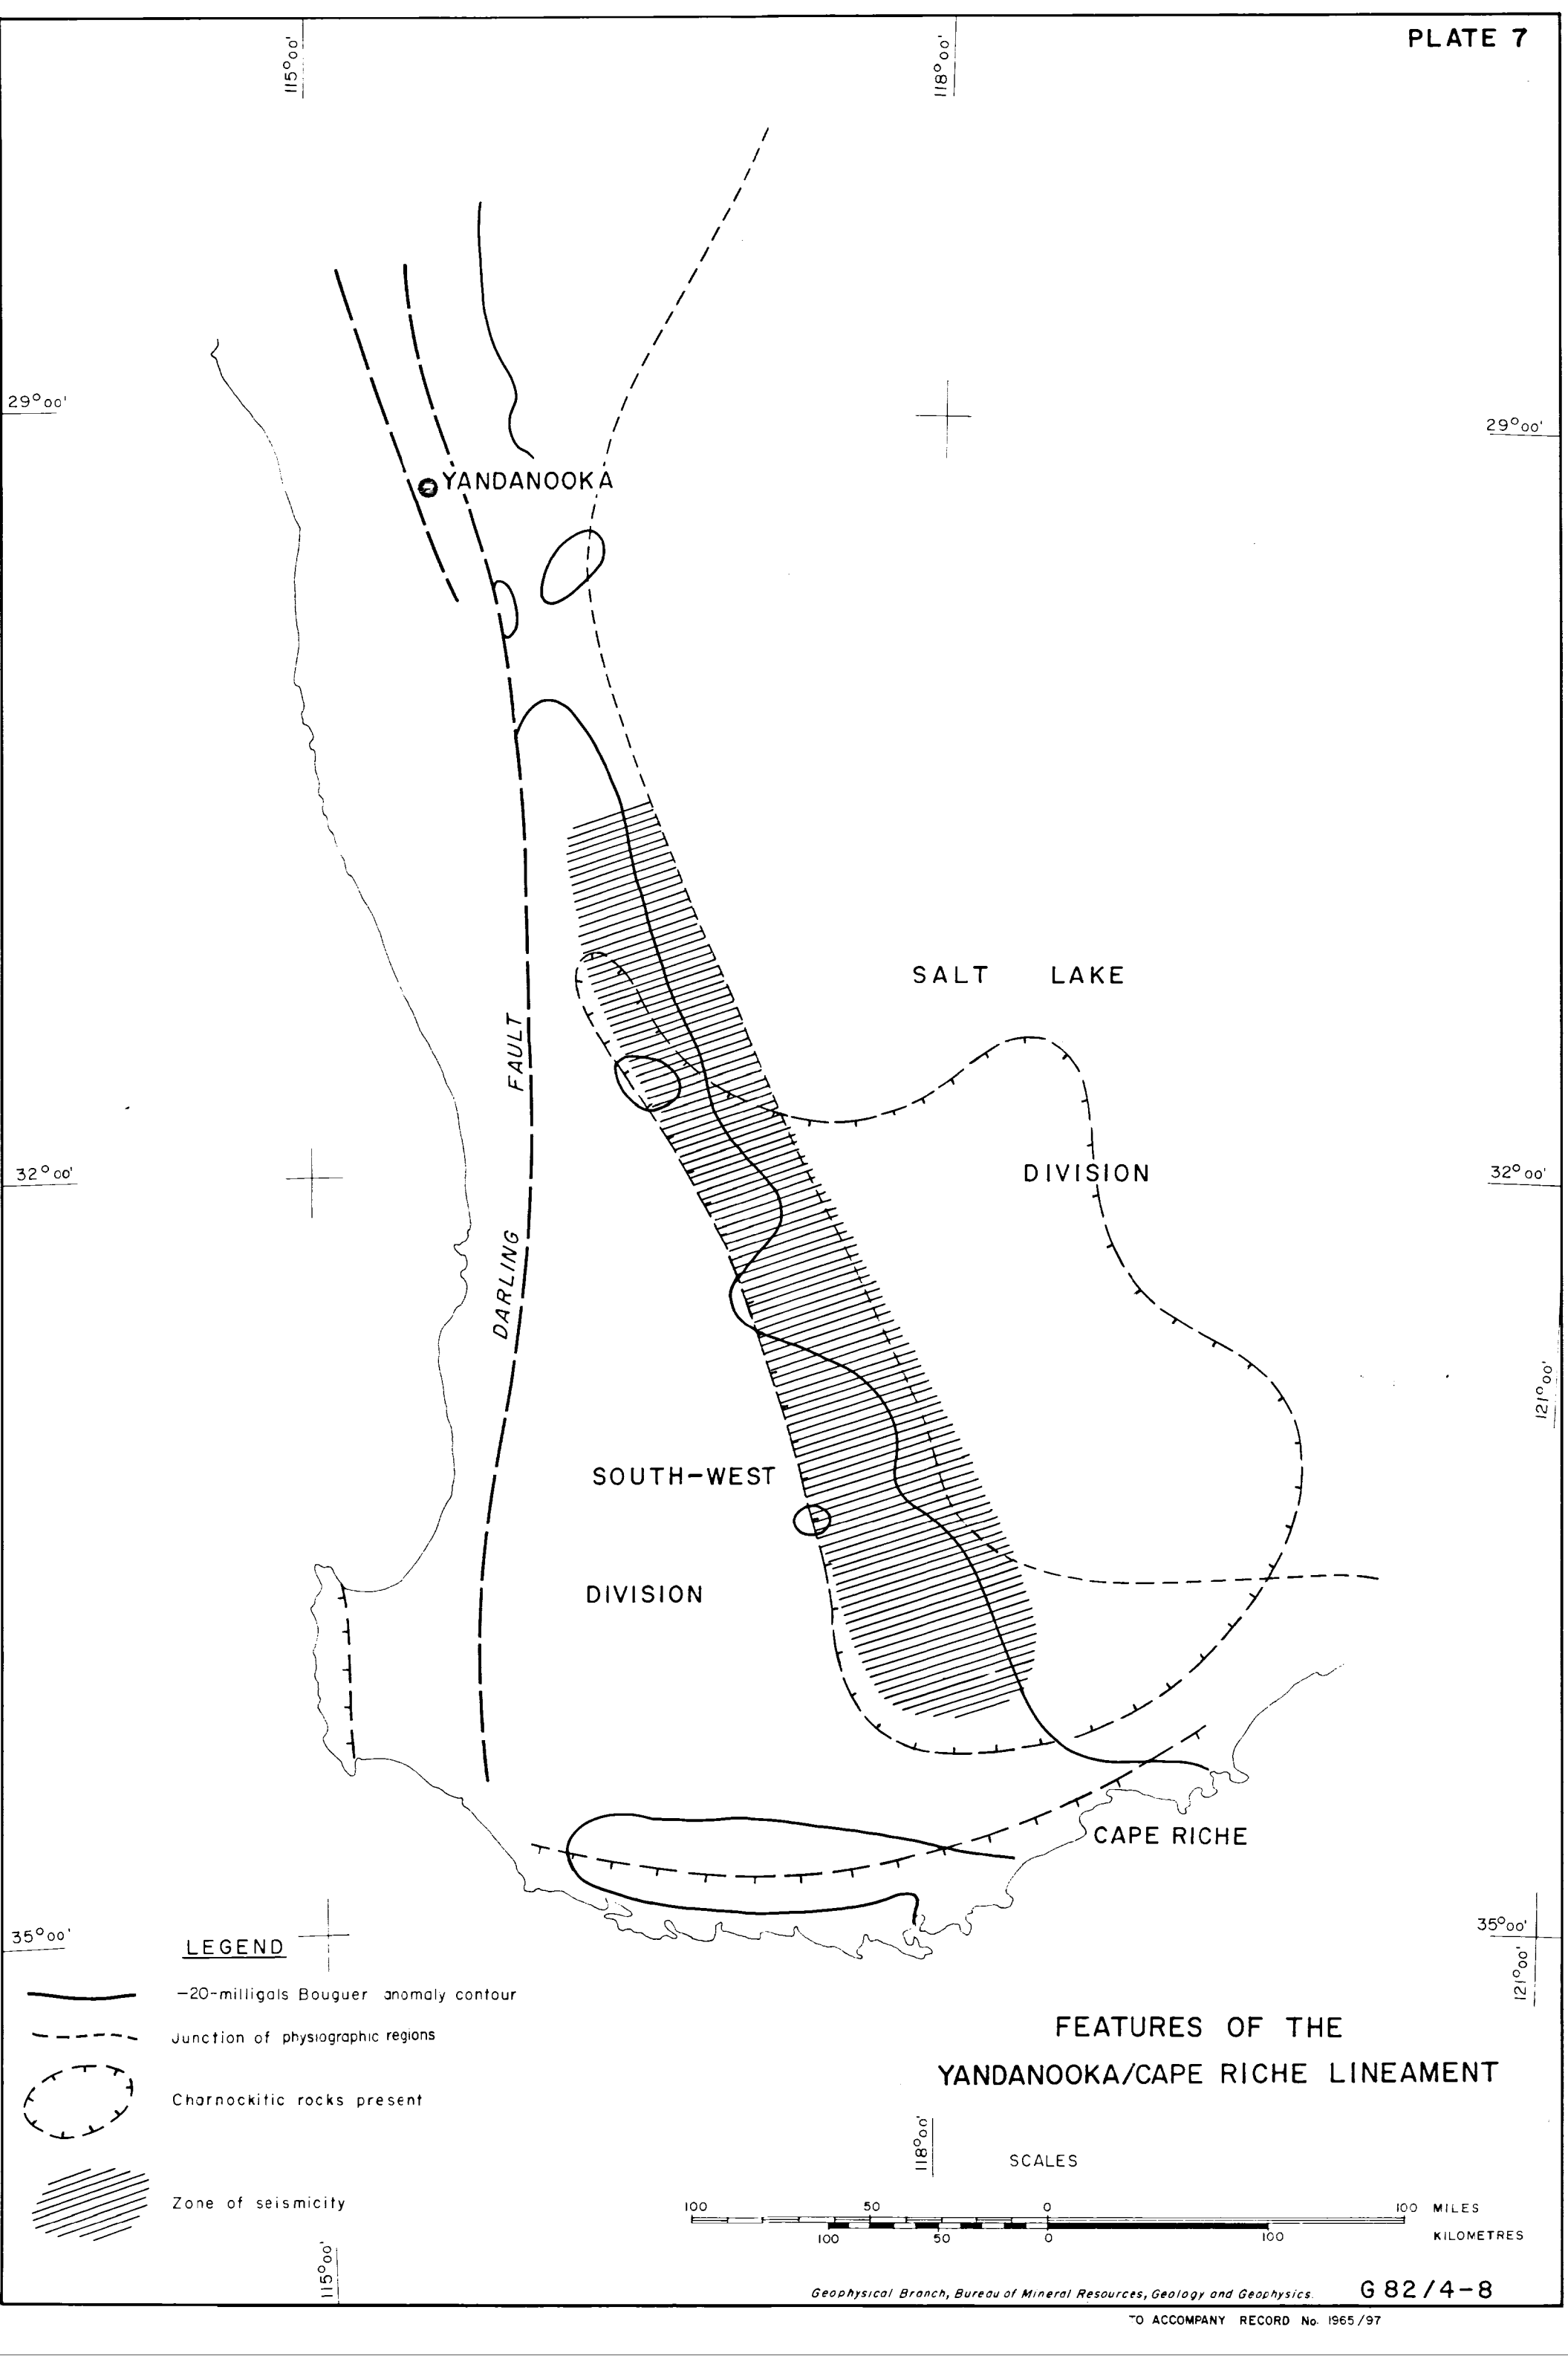 PLATE 7
115°00'
118°00'
29°00'
29°00'
YANDANOOKA
SALT LAKE
FAULT
32°00'
DIVISION
32°00'
DARLING
121°00'
SOUTH-WEST
DIVISION
CAPE RICHE
35°00'
35°00'
LEGEND
121°00'
-20-milligals Bouguer anomaly contour
Junction of physiographic regions
Charnockitic rocks present
Zone of seismicity
FEATURES OF THE
YANDANOOKA/CAPE RICHE LINEAMENT
118°00'
SCALES
100 50 0 100 MILES
100 50 0 100 KILOMETRES
115°00'
Geophysical Branch, Bureau of Mineral Resources, Geology and Geophysics. G 82/4-8
TO ACCOMPANY RECORD No. 1965/97